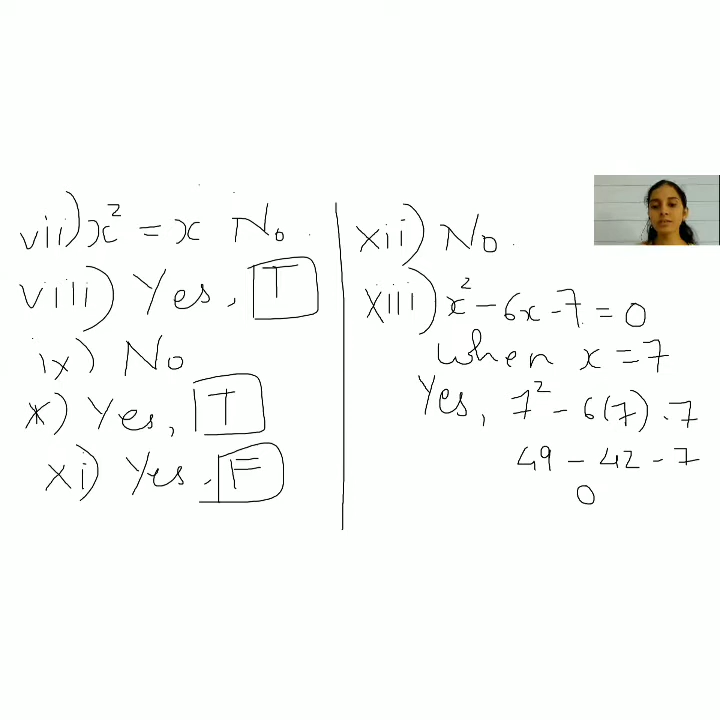 vii) x² = x No.
viii) Yes, T
ix) No
x) Yes, T
xi) Yes, F
xii) No.
xiii) x² - 6x - 7 = 0
when x = 7
Yes, 7² - 6(7) - 7
49 - 42 - 7
0